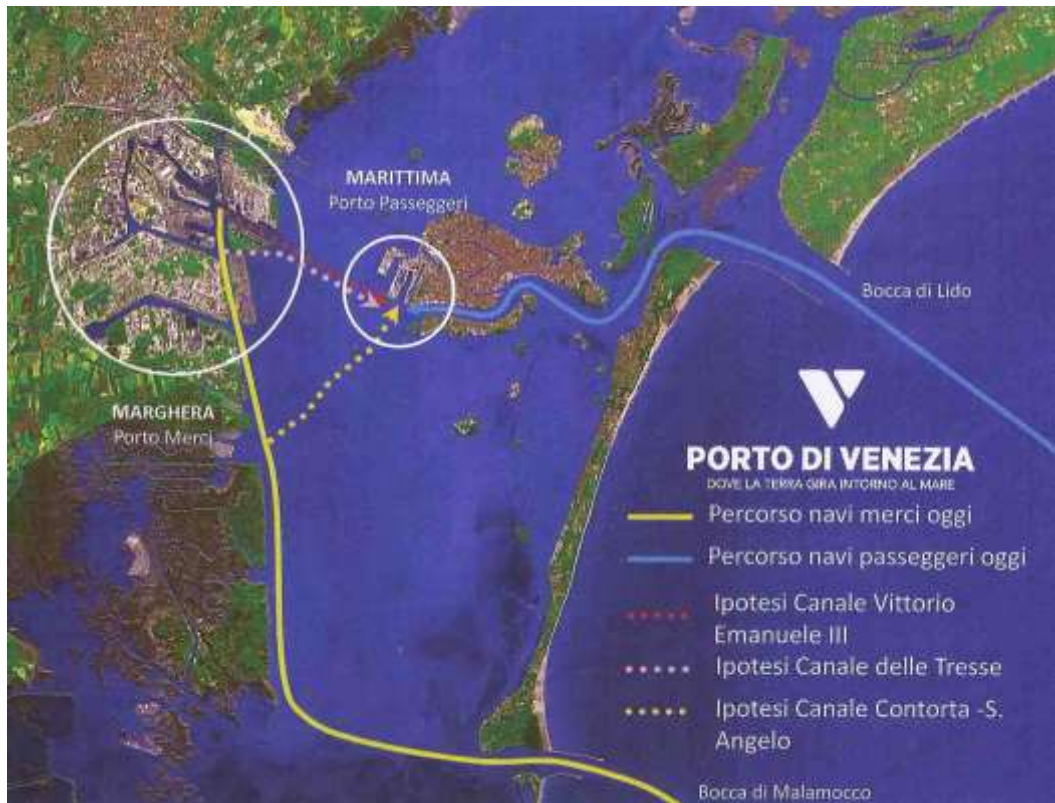 MARITTIMA
Porto Passeggeri
Bocca di Lido
MARGHERA
Porto Merci
PORTO DI VENEZIA
DOVE LA TERRA GIRA INTORNO AL MARE
Percorso navi merci oggi
Percorso navi passeggeri oggi
Ipotesi Canale Vittorio
Emanuele III
Ipotesi Canale delle Tresse
Ipotesi Canale Contorta -S.
Angelo
Bocca di Malamocco